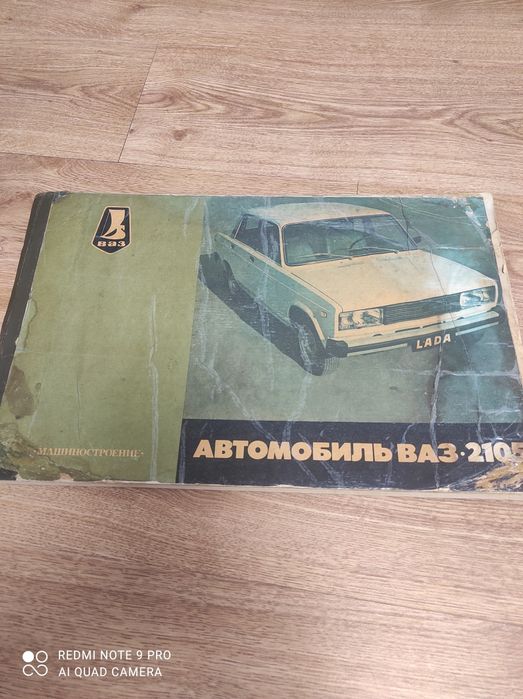 ВАЗ
LADA
«МАШИНОСТРОЕНИЕ»
АВТОМОБИЛЬ ВАЗ·2105
REDMI NOTE 9 PRO
AI QUAD CAMERA